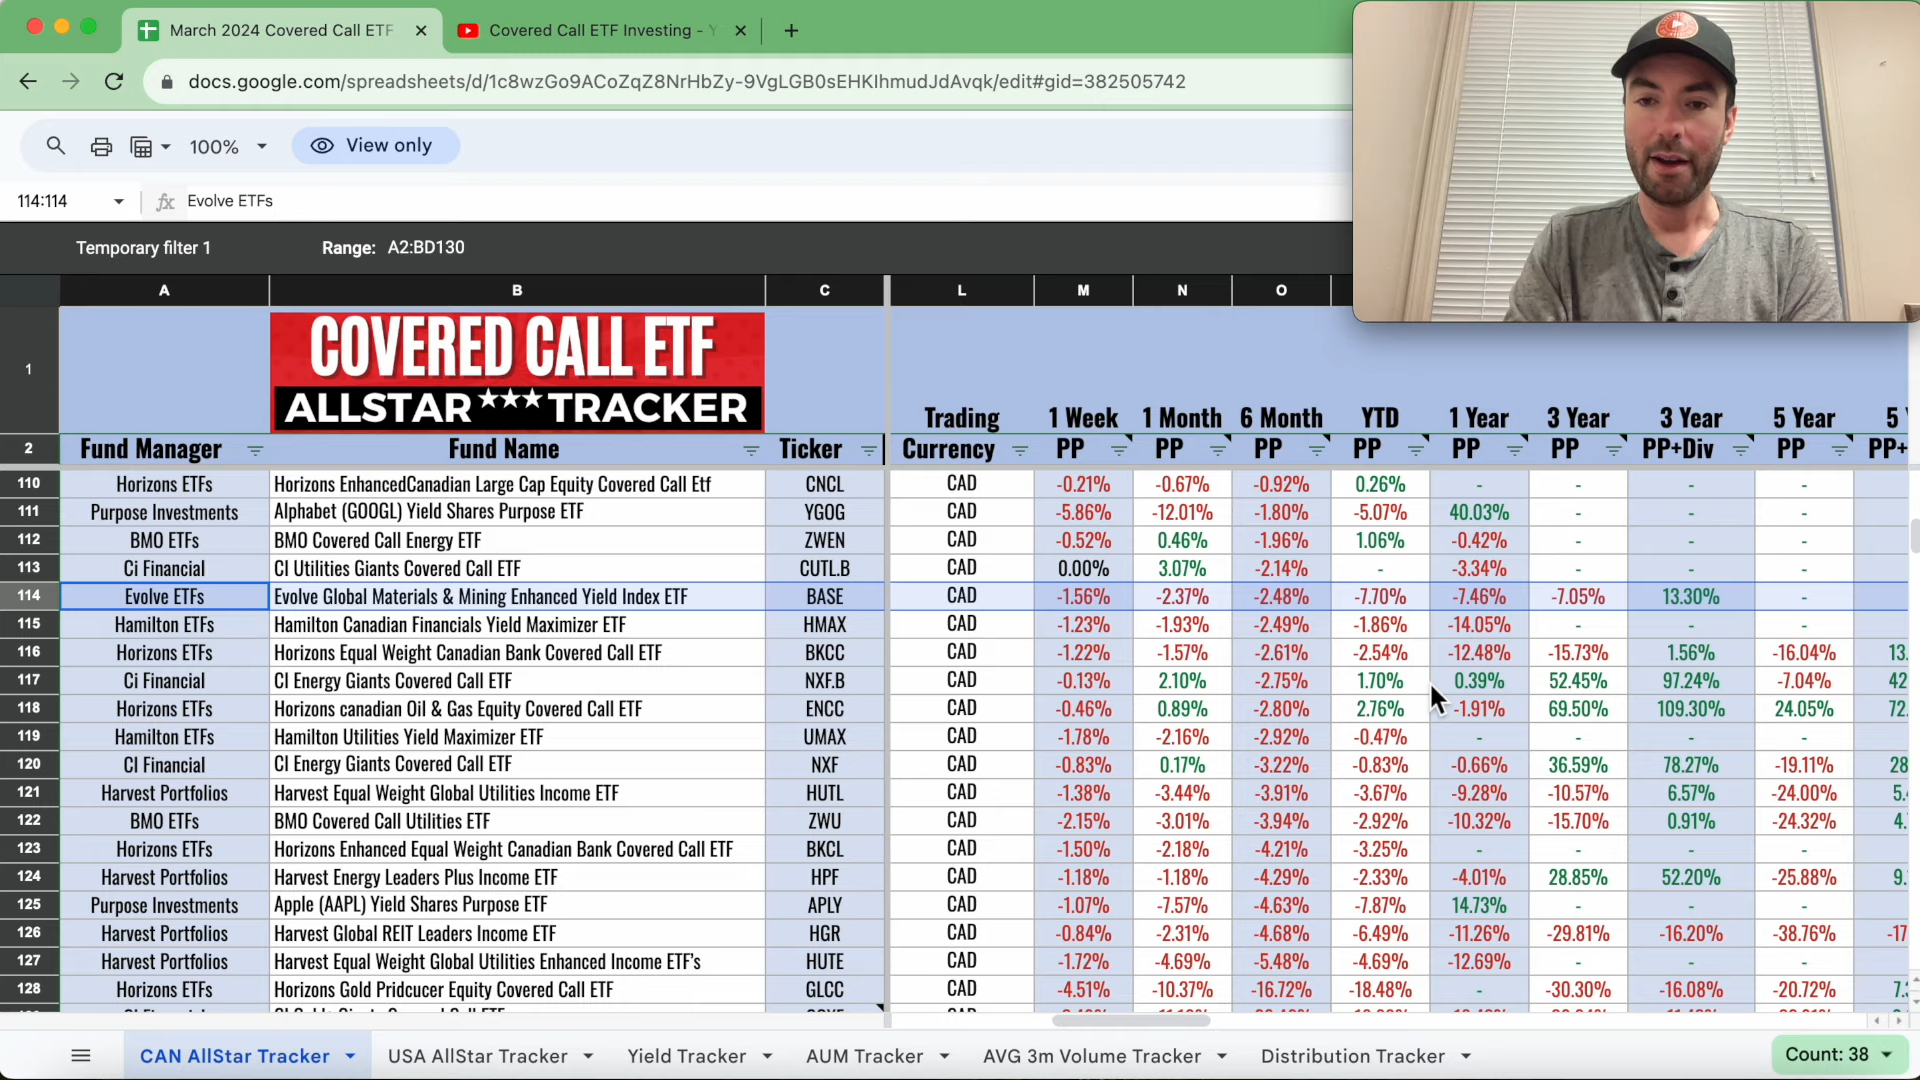 March 2024 Covered Call ETF
Covered Call ETF Investing -
docs.google.com/spreadsheets/d/1c8wzGo9ACoZqZ8NrHbZy-9VgLGB0sEHKIhmudJdAvqk/edit#gid=382505742
100% View only
114:114 fx Evolve ETFs
Temporary filter 1 Range: A2:BD130
A B C L M N O
1 COVERED CALL ETF
ALLSTAR ★★★ TRACKER
Trading 1 Week 1 Month 6 Month YTD 1 Year 3 Year 3 Year 5 Year 5
2 Fund Manager Fund Name Ticker Currency PP PP PP PP PP PP PP+Div PP PP+
110 Horizons ETFs Horizons EnhancedCanadian Large Cap Equity Covered Call Etf CNCL CAD -0.21% -0.67% -0.92% 0.26% - - - -
111 Purpose Investments Alphabet (GOOGL) Yield Shares Purpose ETF YGOG CAD -5.86% -12.01% -1.80% -5.07% 40.03% - - -
112 BMO ETFs BMO Covered Call Energy ETF ZWEN CAD -0.52% 0.46% -1.96% 1.06% -0.42% - - -
113 Ci Financial CI Utilities Giants Covered Call ETF CUTL.B CAD 0.00% 3.07% -2.14% - -3.34% - - -
114 Evolve ETFs Evolve Global Materials & Mining Enhanced Yield Index ETF BASE CAD -1.56% -2.37% -2.48% -7.70% -7.46% -7.05% 13.30% -
115 Hamilton ETFs Hamilton Canadian Financials Yield Maximizer ETF HMAX CAD -1.23% -1.93% -2.49% -1.86% -14.05% - - -
116 Horizons ETFs Horizons Equal Weight Canadian Bank Covered Call ETF BKCC CAD -1.22% -1.57% -2.61% -2.54% -12.48% -15.73% 1.56% -16.04% 13.
117 Ci Financial CI Energy Giants Covered Call ETF NXF.B CAD -0.13% 2.10% -2.75% 1.70% 0.39% 52.45% 97.24% -7.04% 42
118 Horizons ETFs Horizons canadian Oil & Gas Equity Covered Call ETF ENCC CAD -0.46% 0.89% -2.80% 2.76% -1.91% 69.50% 109.30% 24.05% 72.
119 Hamilton ETFs Hamilton Utilities Yield Maximizer ETF UMAX CAD -1.78% -2.16% -2.92% -0.47% - - - -
120 CI Financial CI Energy Giants Covered Call ETF NXF CAD -0.83% 0.17% -3.22% -0.83% -0.66% 36.59% 78.27% -19.11% 28
121 Harvest Portfolios Harvest Equal Weight Global Utilities Income ETF HUTL CAD -1.38% -3.44% -3.91% -3.67% -9.28% -10.57% 6.57% -24.00% 5.
122 BMO ETFs BMO Covered Call Utilities ETF ZWU CAD -2.15% -3.01% -3.94% -2.92% -10.32% -15.70% 0.91% -24.32% 4.
123 Horizons ETFs Horizons Enhanced Equal Weight Canadian Bank Covered Call ETF BKCL CAD -1.50% -2.18% -4.21% -3.25% - - - -
124 Harvest Portfolios Harvest Energy Leaders Plus Income ETF HPF CAD -1.18% -1.18% -4.29% -2.33% -4.01% 28.85% 52.20% -25.88% 9.
125 Purpose Investments Apple (AAPL) Yield Shares Purpose ETF APLY CAD -1.07% -7.57% -4.63% -7.87% 14.73% - - -
126 Harvest Portfolios Harvest Global REIT Leaders Income ETF HGR CAD -0.84% -2.31% -4.68% -6.49% -11.26% -29.81% -16.20% -38.76% -17
127 Harvest Portfolios Harvest Equal Weight Global Utilities Enhanced Income ETF's HUTE CAD -1.72% -4.69% -5.48% -4.69% -12.69% - - -
128 Horizons ETFs Horizons Gold Pridcucer Equity Covered Call ETF GLCC CAD -4.51% -10.37% -16.72% -18.48% - -30.30% -16.08% -20.72% 7.
CAN AllStar Tracker USA AllStar Tracker Yield Tracker AUM Tracker AVG 3m Volume Tracker Distribution Tracker Count: 38